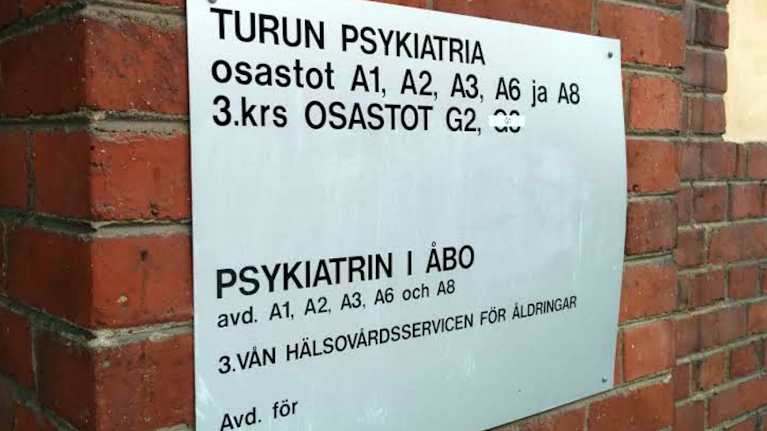 TURUN PSYKIATRIA
osastot A1, A2, A3, A6 ja A8
3.krs OSASTOT G2,
PSYKIATRIN I ÅBO
avd. A1, A2, A3, A6 och A8
3.VÅN HÄLSOVÅRDSSERVICEN FÖR ÅLDRINGAR
Avd. för